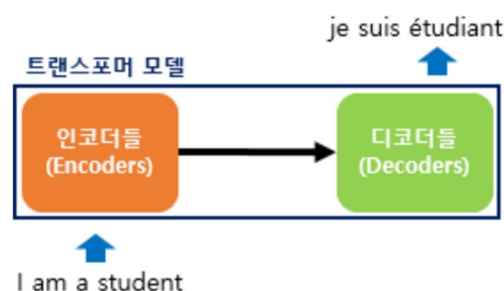 je suis étudiant
트랜스포머 모델
인코더들
(Encoders)
디코더들
(Decoders)
I am a student